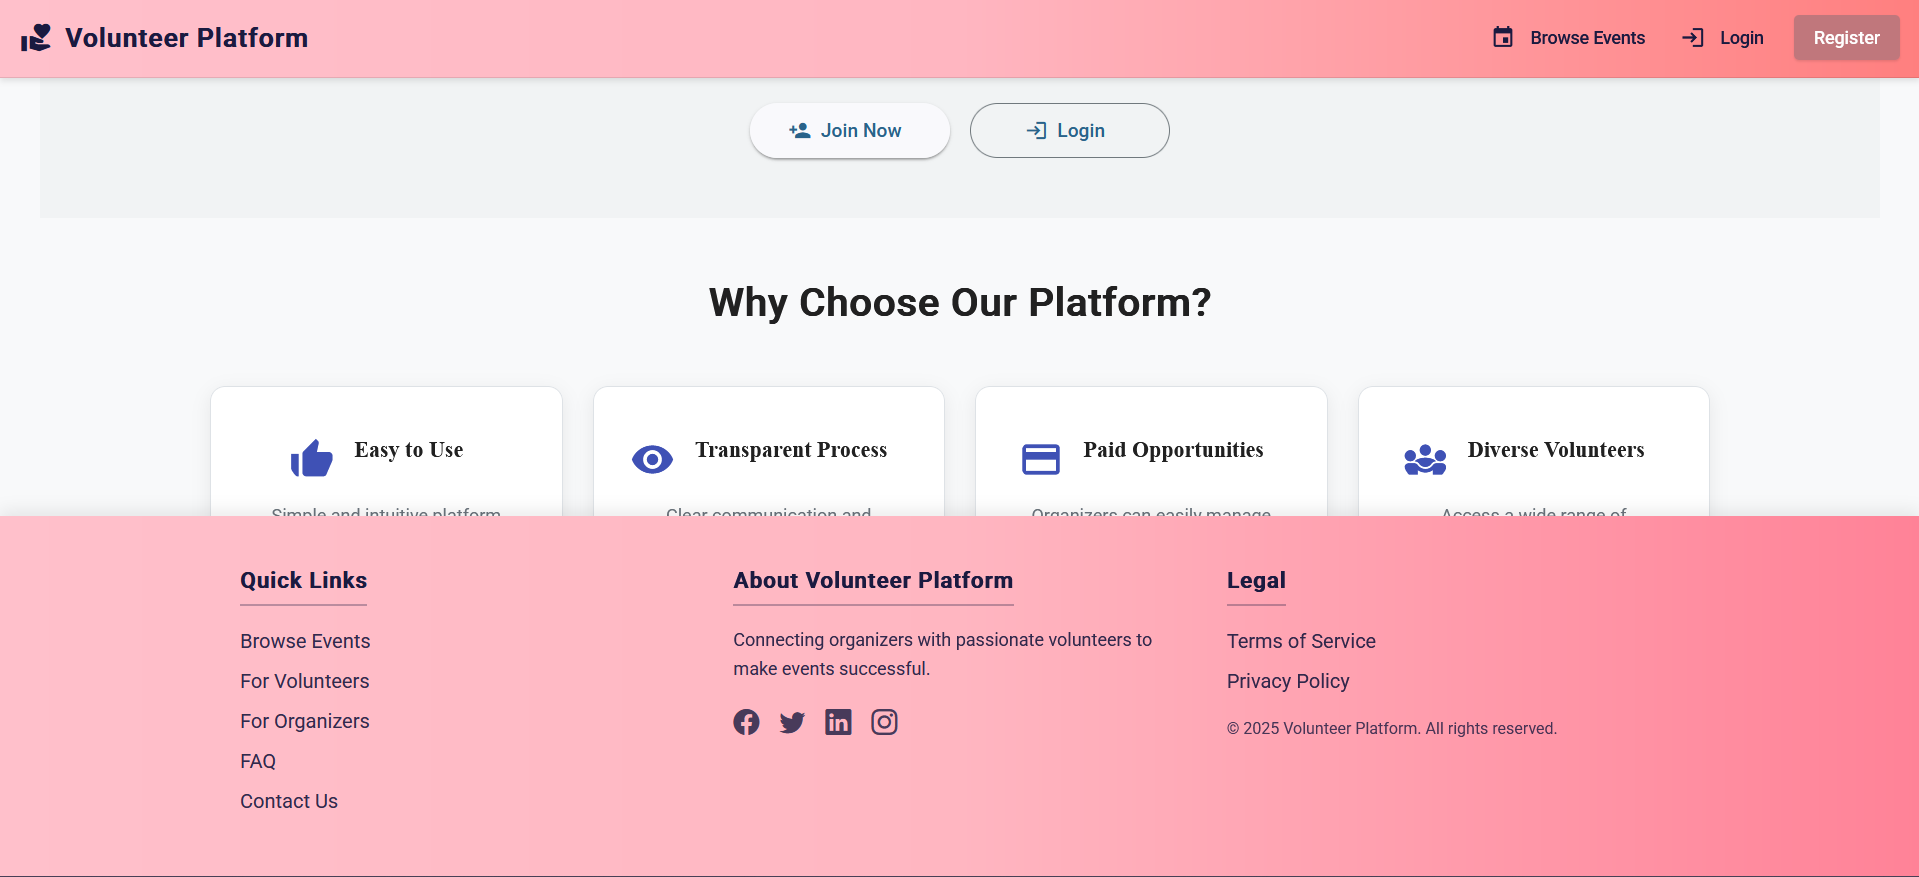 Volunteer Platform
Browse Events
Login
Register
Join Now
Login
Why Choose Our Platform?
Easy to Use
Transparent Process
Paid Opportunities
Diverse Volunteers
Simple and intuitive platform
Clear communication and
Organizers can easily manage
Access a wide range of
Quick Links
Browse Events
For Volunteers
For Organizers
FAQ
Contact Us
About Volunteer Platform
Connecting organizers with passionate volunteers to
make events successful.
Legal
Terms of Service
Privacy Policy
© 2025 Volunteer Platform. All rights reserved.